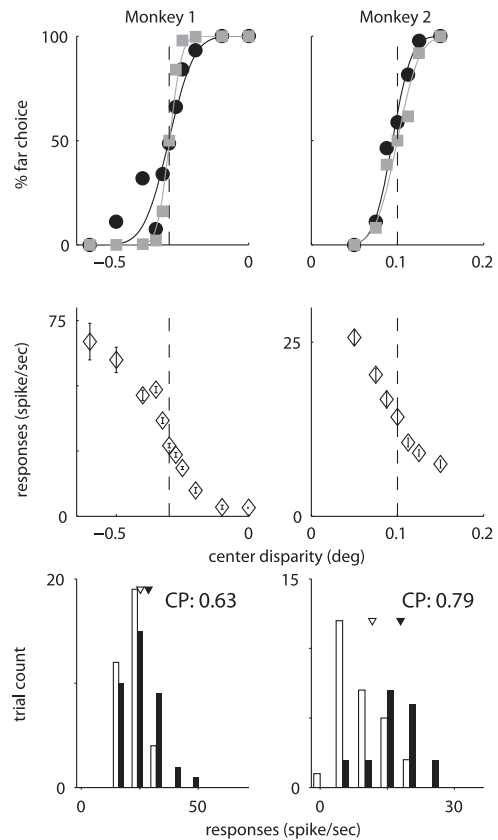 Monkey 1 Monkey 2
100
50
0
% far choice
−0.5 0 0 0.1 0.2
75
0
25
0
responses (spike/sec)
−0.5 0 0 0.1 0.2
center disparity (deg)
20
0
15
0
CP: 0.63 CP: 0.79
trial count
0 50 0 30
responses (spike/sec)